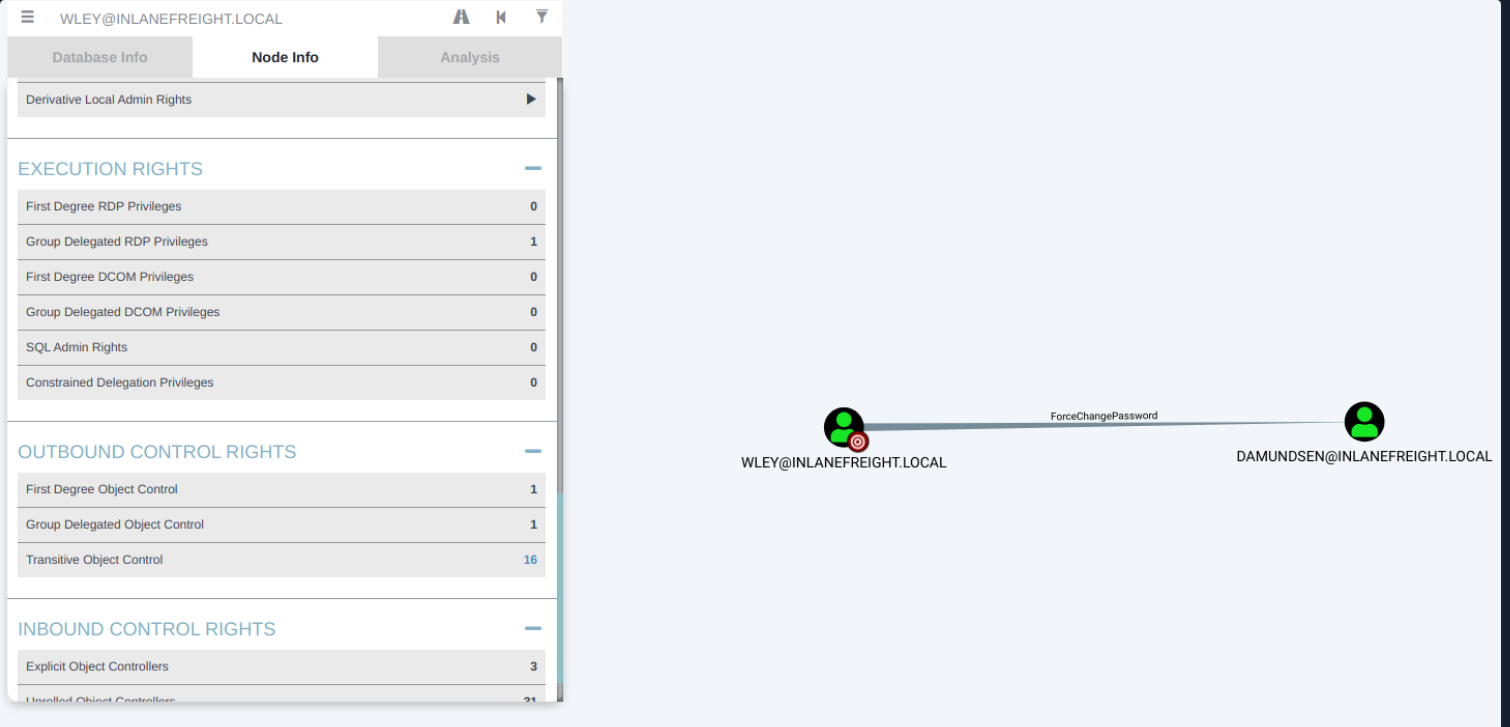 WLEY@INLANEFREIGHT.LOCAL
Database Info
Node Info
Analysis
Derivative Local Admin Rights
EXECUTION RIGHTS
First Degree RDP Privileges 0
Group Delegated RDP Privileges 1
First Degree DCOM Privileges 0
Group Delegated DCOM Privileges 0
SQL Admin Rights 0
Constrained Delegation Privileges 0
OUTBOUND CONTROL RIGHTS
First Degree Object Control 1
Group Delegated Object Control 1
Transitive Object Control 16
INBOUND CONTROL RIGHTS
Explicit Object Controllers 3
Unrolled Object Controllers
ForceChangePassword
WLEY@INLANEFREIGHT.LOCAL
DAMUNDSEN@INLANEFREIGHT.LOCAL